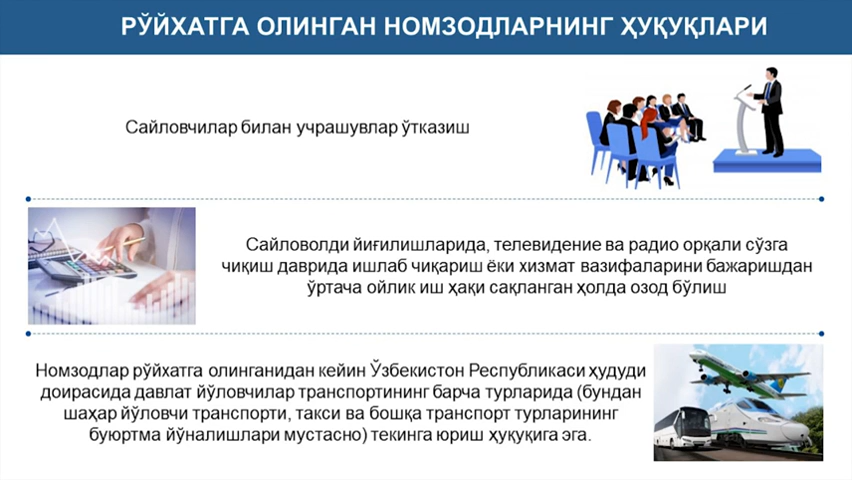 РЎЙХАТГА ОЛИНГАН НОМЗОДЛАРНИНГ ҲУҚУҚЛАРИ
Сайловчилар билан учрашувлар ўтказиш
Сайловолди йиғилишларида, телевидение ва радио орқали сўзга
чиқиш даврида ишлаб чиқариш ёки хизмат вазифаларини бажаришдан
ўртача ойлик иш ҳақи сақланган ҳолда озод бўлиш
Номзодлар рўйхатга олинганидан кейин Ўзбекистон Республикаси ҳудуди
доирасида давлат йўловчилар транспортининг барча турларида (бундан
шаҳар йўловчи транспорти, такси ва бошқа транспорт турларининг
буюртма йўналишлари мустасно) текинга юриш ҳуқуқига эга.